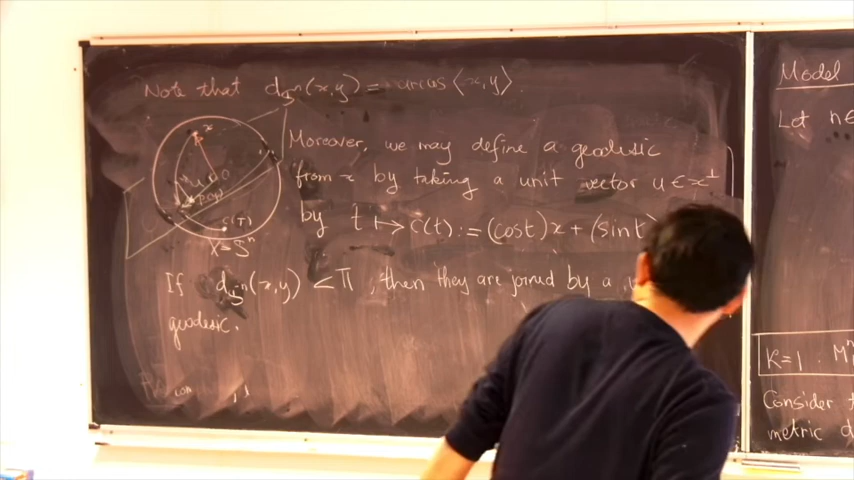 Note that d_{S^n}(x,y) = arccos ⟨x,y⟩.
x
u
0
c(T)
X = S^n
Moreover, we may define a geodesic
from x by taking a unit vector u ∈ x^⊥
by t ↦ c(t) := (cos t)x + (sin t)
If d_{S^n}(x,y) < π, then they are joined by a
geodesic.
Model
Let n ∈
K=1. M^n
Consider
metric d